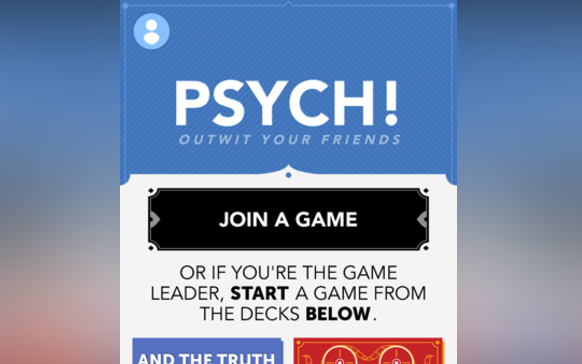 PSYCH!
OUTWIT YOUR FRIENDS
JOIN A GAME
OR IF YOU'RE THE GAME
LEADER, START A GAME FROM
THE DECKS BELOW.
AND THE TRUTH